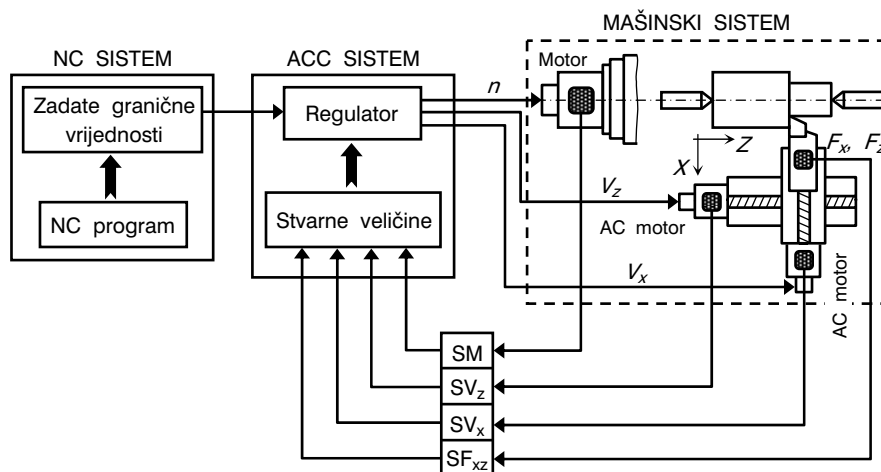 MAŠINSKI SISTEM
NC SISTEM
ACC SISTEM
Motor
Zadate granične
vrijednosti
Regulator
n
Z
X
Fx, Fz
Vz
NC program
Stvarne veličine
AC motor
Vx
AC motor
SM
SVz
SVx
SFxz